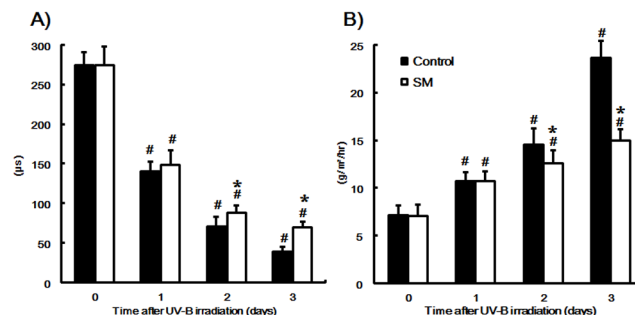 A)
300
250
200
150
100
50
0
(µs)
# #
# *
#
# *
#
0 1 2 3
Time after UV-B irradiation (days)
B)
25
20
15
10
5
0
(g/㎡/hr)
Control
SM
# #
# *
#
# *
#
0 1 2 3
Time after UV-B irradiation (days)